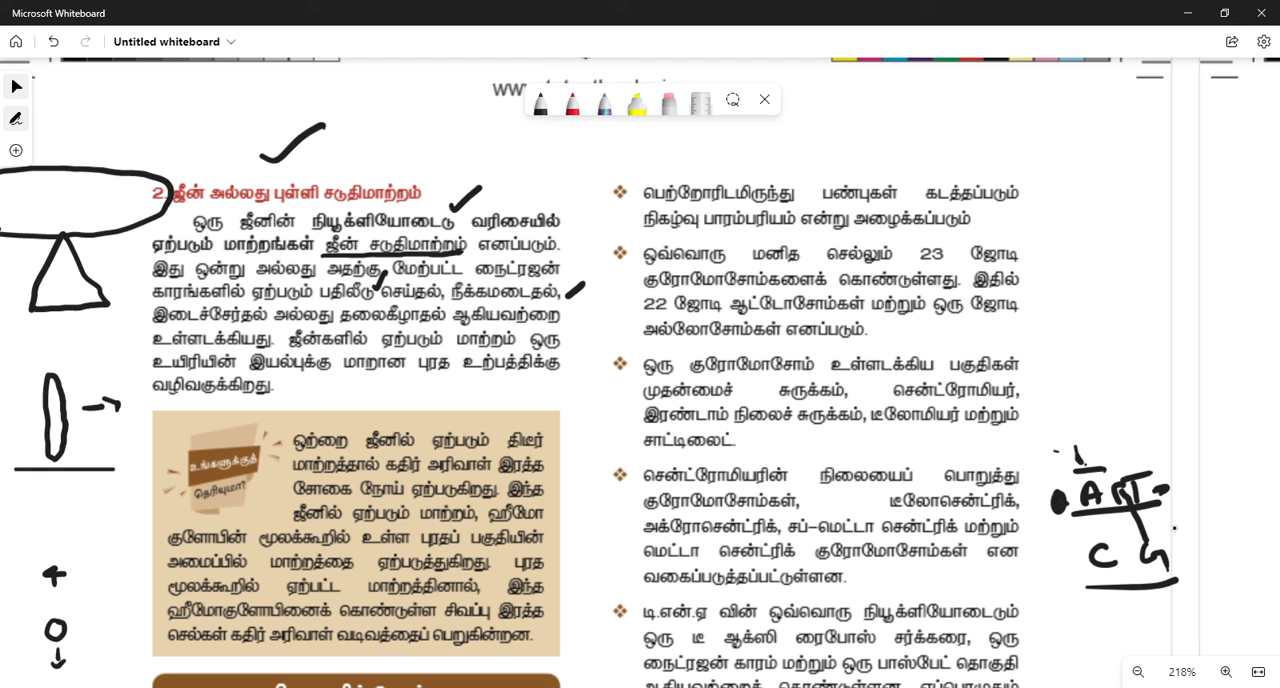 Microsoft Whiteboard
Untitled whiteboard
2. ஜீன் அல்லது புள்ளி சடுதிமாற்றம்
ஒரு ஜீனின் நியூக்ளியோடைடு வரிசையில்
ஏற்படும் மாற்றங்கள் ஜீன் சடுதிமாற்றம் எனப்படும்.
இது ஒன்று அல்லது அதற்கு மேற்பட்ட நைட்ரஜன்
காரங்களில் ஏற்படும் பதிலீடு செய்தல், நீக்கமடைதல்,
இடைச்சேர்தல் அல்லது தலைகீழாதல் ஆகியவற்றை
உள்ளடக்கியது. ஜீன்களில் ஏற்படும் மாற்றம் ஒரு
உயிரியின் இயல்புக்கு மாறான புரத உற்பத்திக்கு
வழிவகுக்கிறது.
உங்களுக்குத்
தெரியுமா?
ஒற்றை ஜீனில் ஏற்படும் திடீர்
மாற்றத்தால் கதிர் அரிவாள் இரத்த
சோகை நோய் ஏற்படுகிறது. இந்த
ஜீனில் ஏற்படும் மாற்றம், ஹீமோ
குளோபின் மூலக்கூறில் உள்ள புரதப் பகுதியின்
அமைப்பில் மாற்றத்தை ஏற்படுத்துகிறது. புரத
மூலக்கூறில் ஏற்பட்ட மாற்றத்தினால், இந்த
ஹீமோகுளோபினைக் கொண்டுள்ள சிவப்பு இரத்த
செல்கள் கதிர் அரிவாள் வடிவத்தைப் பெறுகின்றன.
❖ பெற்றோரிடமிருந்து பண்புகள் கடத்தப்படும்
நிகழ்வு பாரம்பரியம் என்று அழைக்கப்படும்
❖ ஒவ்வொரு மனித செல்லும் 23 ஜோடி
குரோமோசோம்களைக் கொண்டுள்ளது. இதில்
22 ஜோடி ஆட்டோசோம்கள் மற்றும் ஒரு ஜோடி
அல்லோசோம்கள் எனப்படும்.
❖ ஒரு குரோமோசோம் உள்ளடக்கிய பகுதிகள்
முதன்மைச் சுருக்கம், சென்ட்ரோமியர்,
இரண்டாம் நிலைச் சுருக்கம், டீலோமியர் மற்றும்
சாட்டிலைட்.
❖ சென்ட்ரோமியரின் நிலையைப் பொறுத்து
குரோமோசோம்கள், டீலோசென்ட்ரிக்,
அக்ரோசென்ட்ரிக், சப்-மெட்டா சென்ட்ரிக் மற்றும்
மெட்டா சென்ட்ரிக் குரோமோசோம்கள் என
வகைப்படுத்தப்பட்டுள்ளன.
❖ டி.என்.ஏ வின் ஒவ்வொரு நியூக்ளியோடைடும்
ஒரு டீ ஆக்ஸி ரைபோஸ் சர்க்கரை, ஒரு
நைட்ரஜன் காரம் மற்றும் ஒரு பாஸ்பேட் தொகுதி
C G
218%